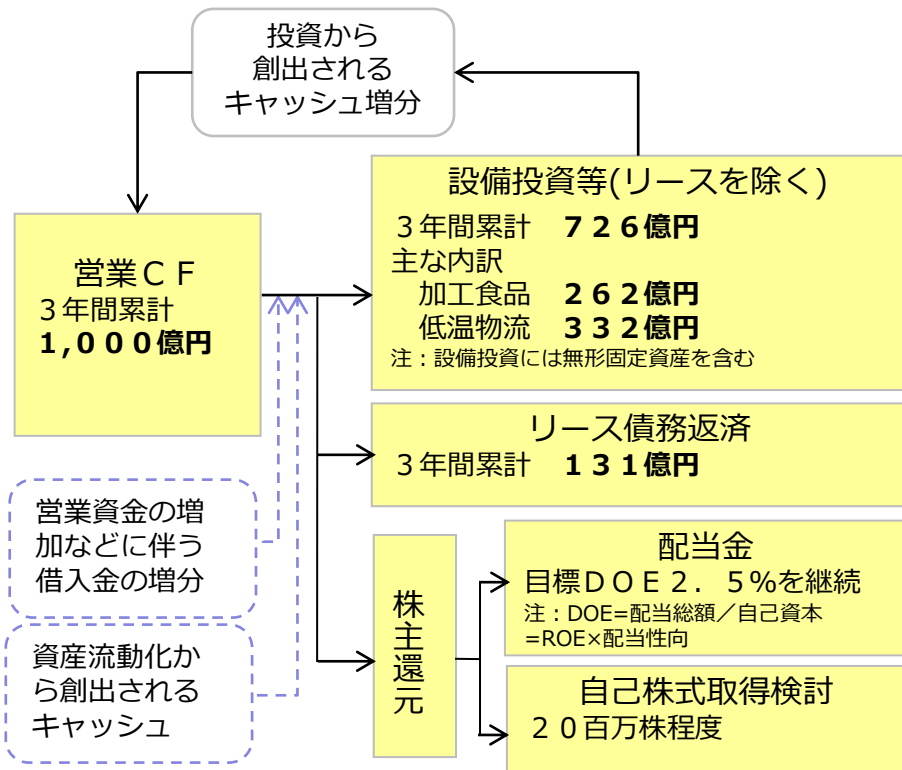 投資から
創出される
キャッシュ増分
設備投資等(リースを除く)
３年間累計　７２６億円
主な内訳
加工食品　２６２億円
低温物流　３３２億円
注：設備投資には無形固定資産を含む
営業ＣＦ
３年間累計
１,０００億円
リース債務返済
３年間累計　１３１億円
営業資金の増
加などに伴う
借入金の増分
資産流動化か
ら創出される
キャッシュ
株主還元
配当金
目標ＤＯＥ２．５％を継続
注：DOE=配当総額／自己資本
=ROE×配当性向
自己株式取得検討
２０百万株程度